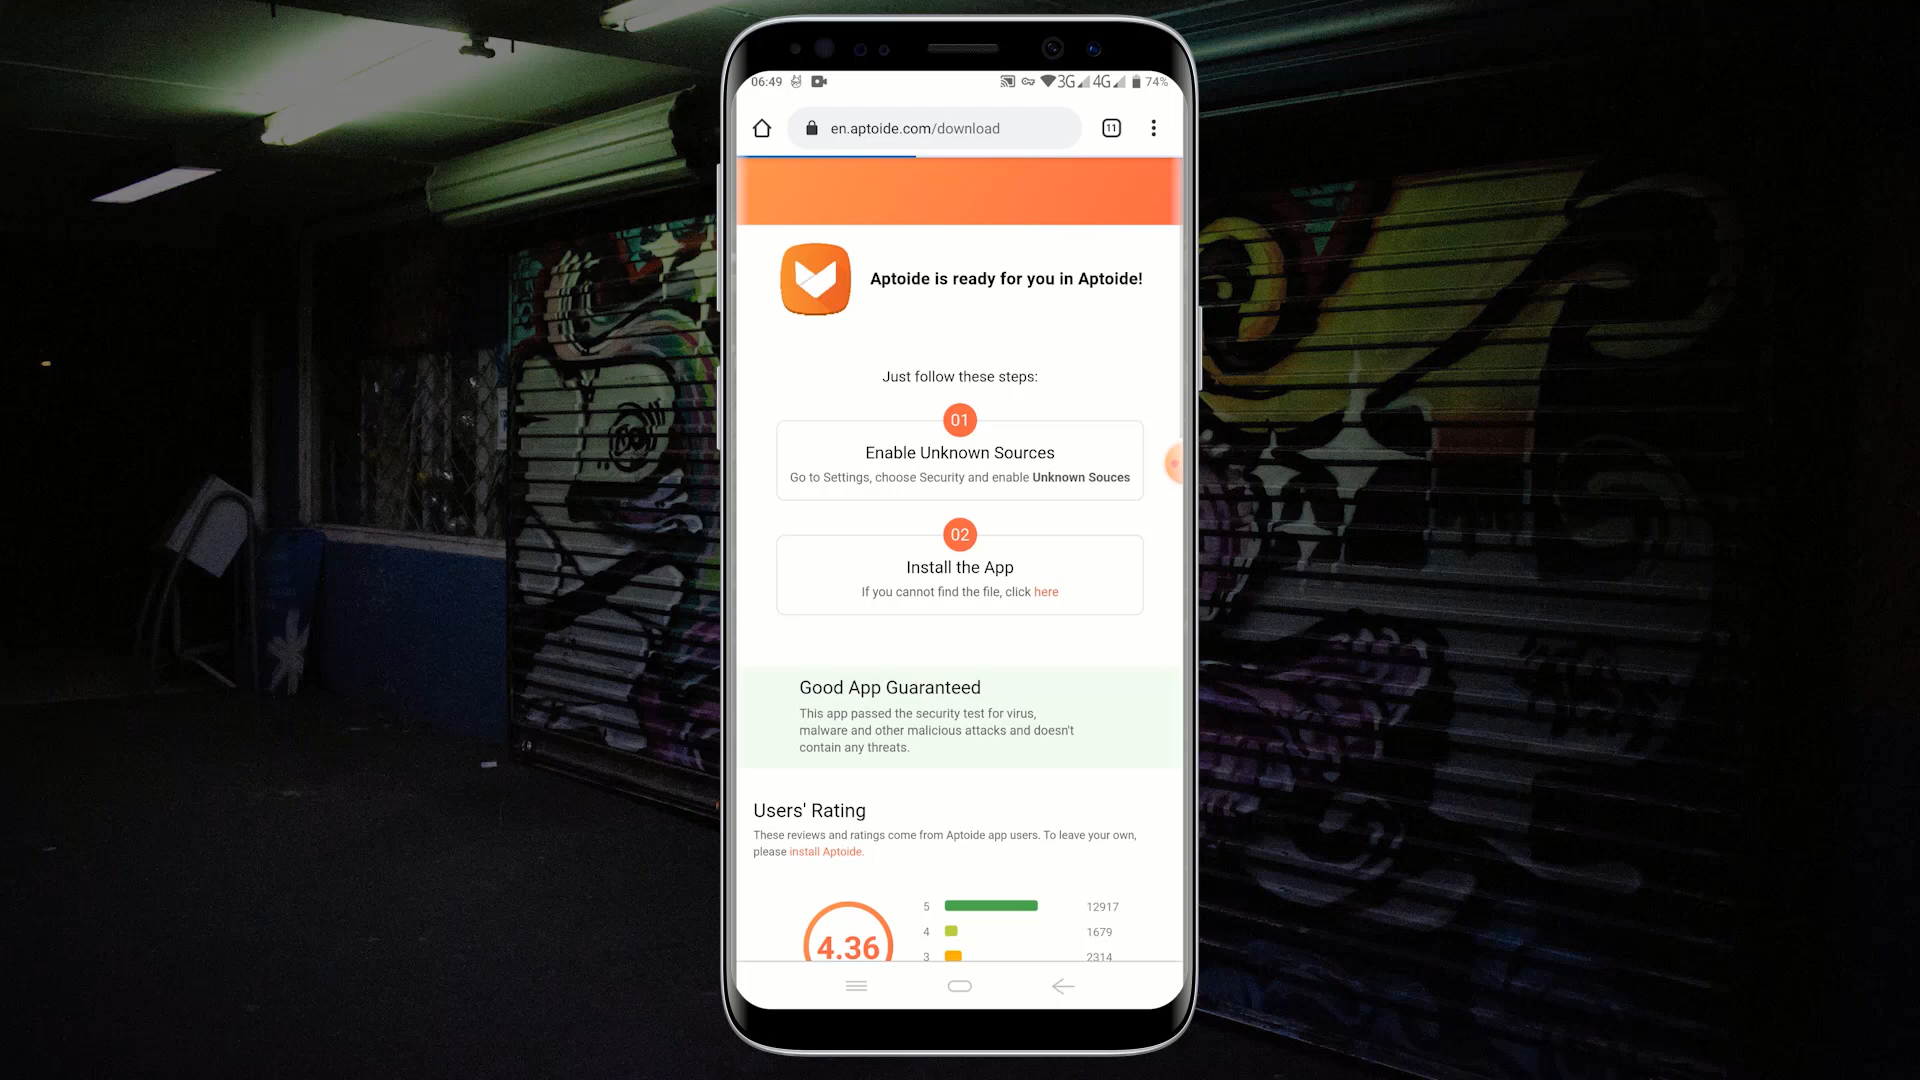 06:49
3G 4G 74%
en.aptoide.com/download
11
Aptoide is ready for you in Aptoide!
Just follow these steps:
01
Enable Unknown Sources
Go to Settings, choose Security and enable Unknown Souces
02
Install the App
If you cannot find the file, click here
Good App Guaranteed
This app passed the security test for virus,
malware and other malicious attacks and doesn't
contain any threats.
Users' Rating
These reviews and ratings come from Aptoide app users. To leave your own,
please install Aptoide.
4.36
5 12917
4 1679
3 2314